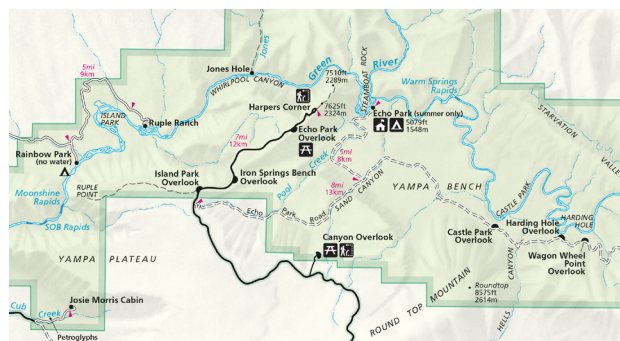 Jones Hole
Jones
Green
River
STEAMBOAT ROCK
7510ft
2289m
WHIRLPOOL CANYON
Warm Springs
Rapids
5mi
9km
Harpers Corner
7625ft
2324m
ISLAND
PARK
Ruple Ranch
Echo Park (summer only)
5079ft
1548m
STARVATION
VALLE
Echo Park
Overlook
7mi
12km
Rainbow Park
(no water)
5mi
8km
Pool
Creek
Island Park
Overlook
Iron Springs Bench
Overlook
8mi
13km
SAND CANYON
YAMPA BENCH
RUPLE
POINT
Moonshine
Rapids
CASTLE PARK
SOB Rapids
Echo Park Road
HARDING
HOLE
Harding Hole
Overlook
Castle Park
Overlook
Canyon Overlook
Wagon Wheel
Point
Overlook
YAMPA PLATEAU
HELLS CANYON
ROUND TOP MOUNTAIN
Roundtop
8575ft
2614m
Josie Morris Cabin
Cub
Creek
Petroglyphs